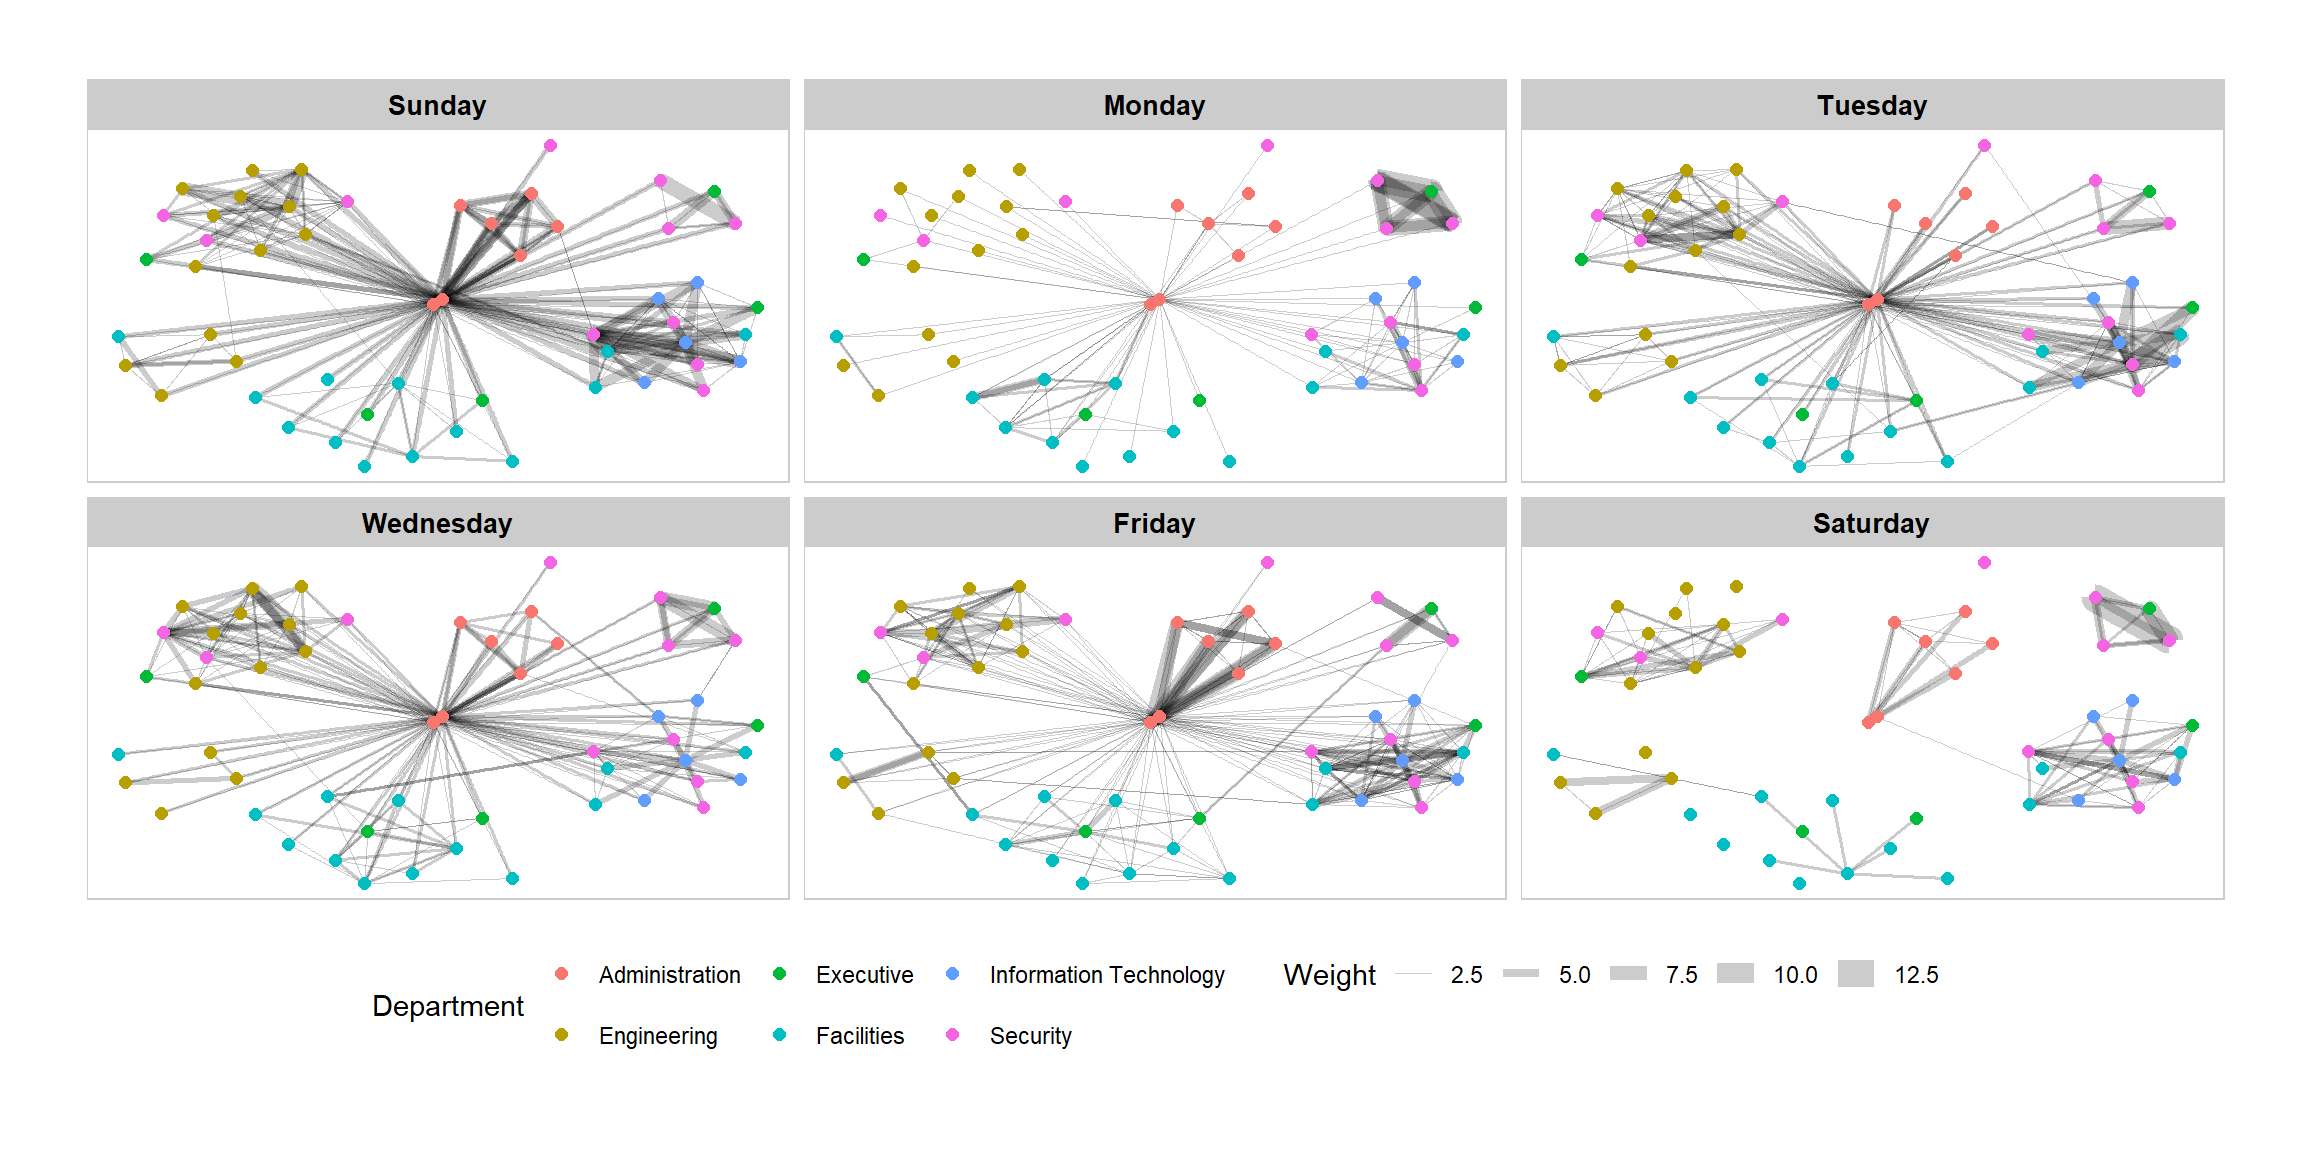 Sunday
Monday
Tuesday
Wednesday
Friday
Saturday
Department
Administration
Executive
Information Technology
Engineering
Facilities
Security
Weight
2.5
5.0
7.5
10.0
12.5